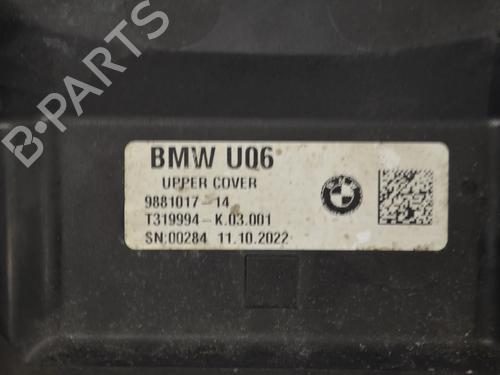 B-PARTS
BMW U06
UPPER COVER
9881017-14
T319994-K.03.001
SN:00284 11.10.2022